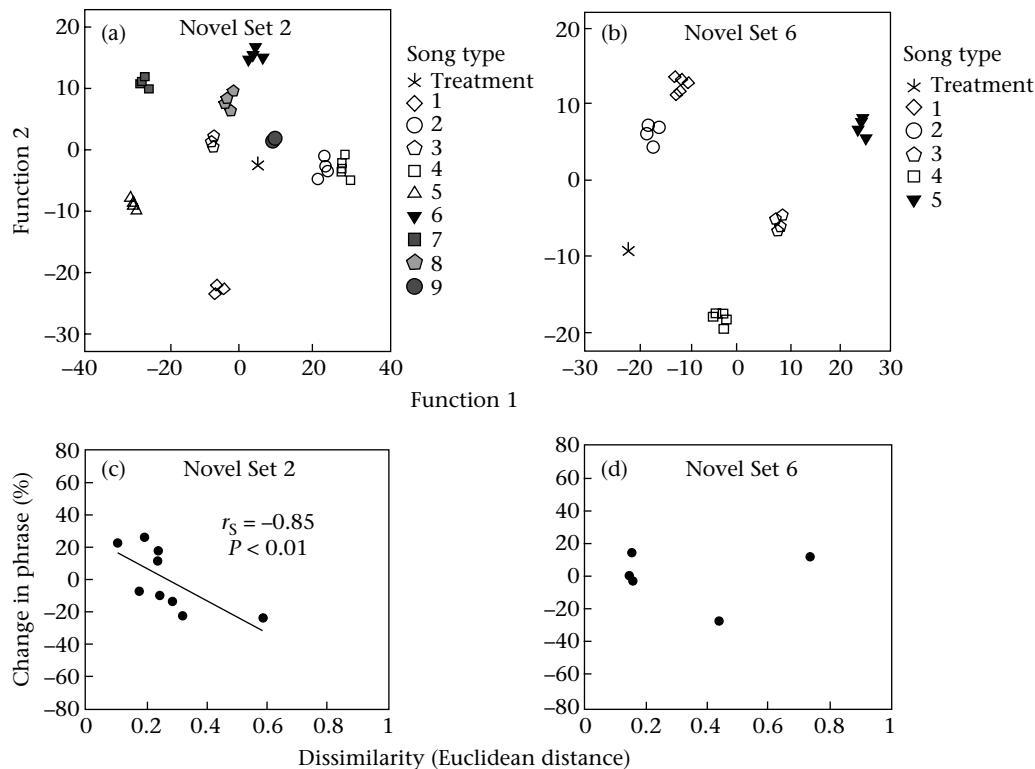 (a) Novel Set 2
20
10
0
–10
–20
–30
–40 –20 0 20 40
Function 2
Song type
Treatment
1
2
3
4
5
6
7
8
9
(b) Novel Set 6
20
10
0
–10
–20
–30 –20 –10 0 10 20 30
Song type
Treatment
1
2
3
4
5
Function 1
(c) Novel Set 2
80
60
40
20
0
–20
–40
–60
–80
0 0.2 0.4 0.6 0.8 1
rS = –0.85
P < 0.01
Change in phrase (%)
(d) Novel Set 6
80
60
40
20
0
–20
–40
–60
–80
0 0.2 0.4 0.6 0.8 1
Dissimilarity (Euclidean distance)